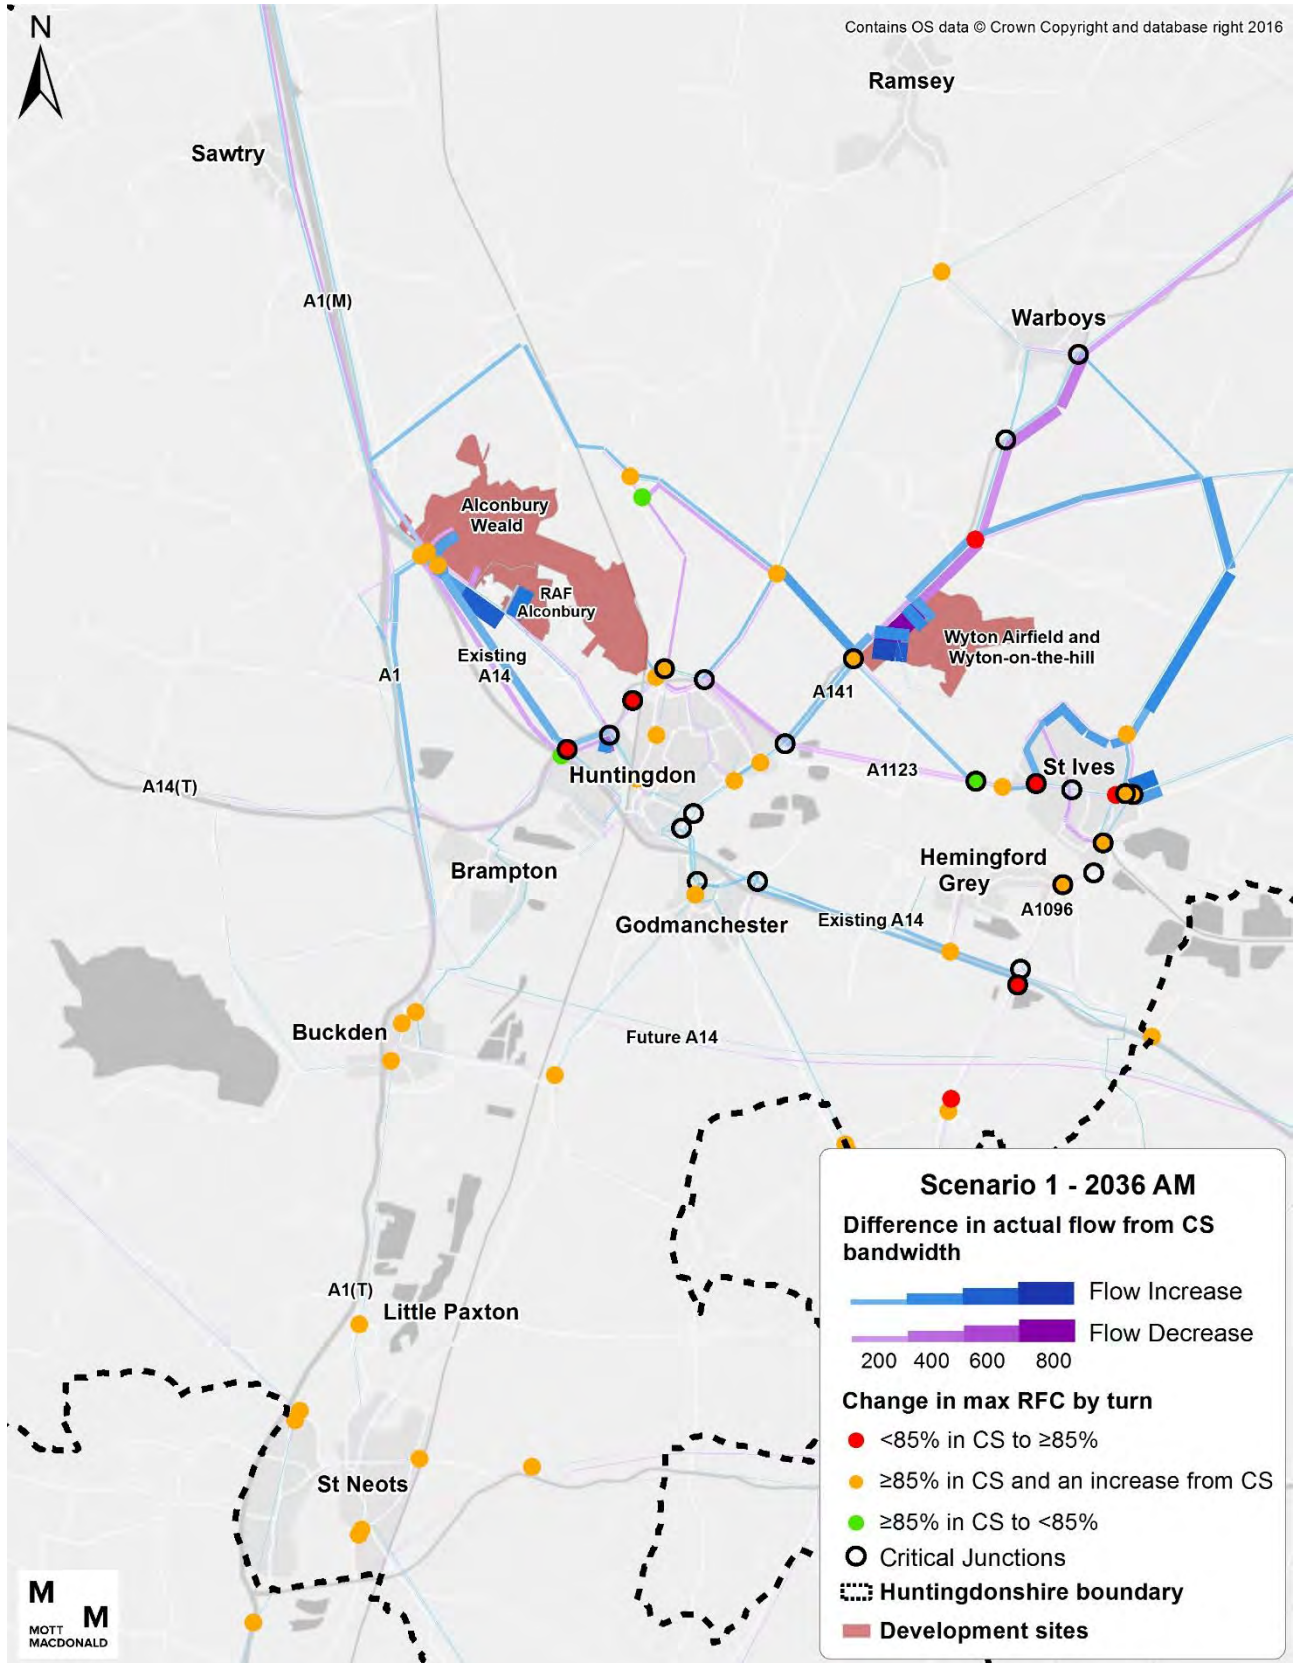 Contains OS data © Crown Copyright and database right 2016
N
Ramsey
Sawtry
A1(M)
Warboys
Alconbury
Weald
RAF
Alconbury
Wyton Airfield and
Wyton-on-the-hill
Existing
A14
A1
A141
A14(T)
Huntingdon
A1123
St Ives
Brampton
Hemingford
Grey
A1096
Godmanchester
Existing A14
Buckden
Future A14
A1(T)
Little Paxton
St Neots
Scenario 1 - 2036 AM
Difference in actual flow from CS
bandwidth
Flow Increase
Flow Decrease
200 400 600 800
Change in max RFC by turn
<85% in CS to ≥85%
≥85% in CS and an increase from CS
≥85% in CS to <85%
Critical Junctions
Huntingdonshire boundary
Development sites
M
M
MOTT
MACDONALD